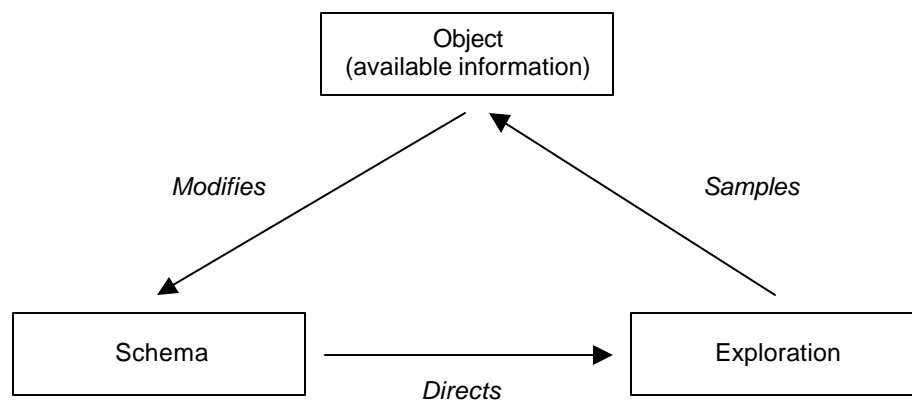 Object
(available information)
Modifies
Samples
Schema
Exploration
Directs